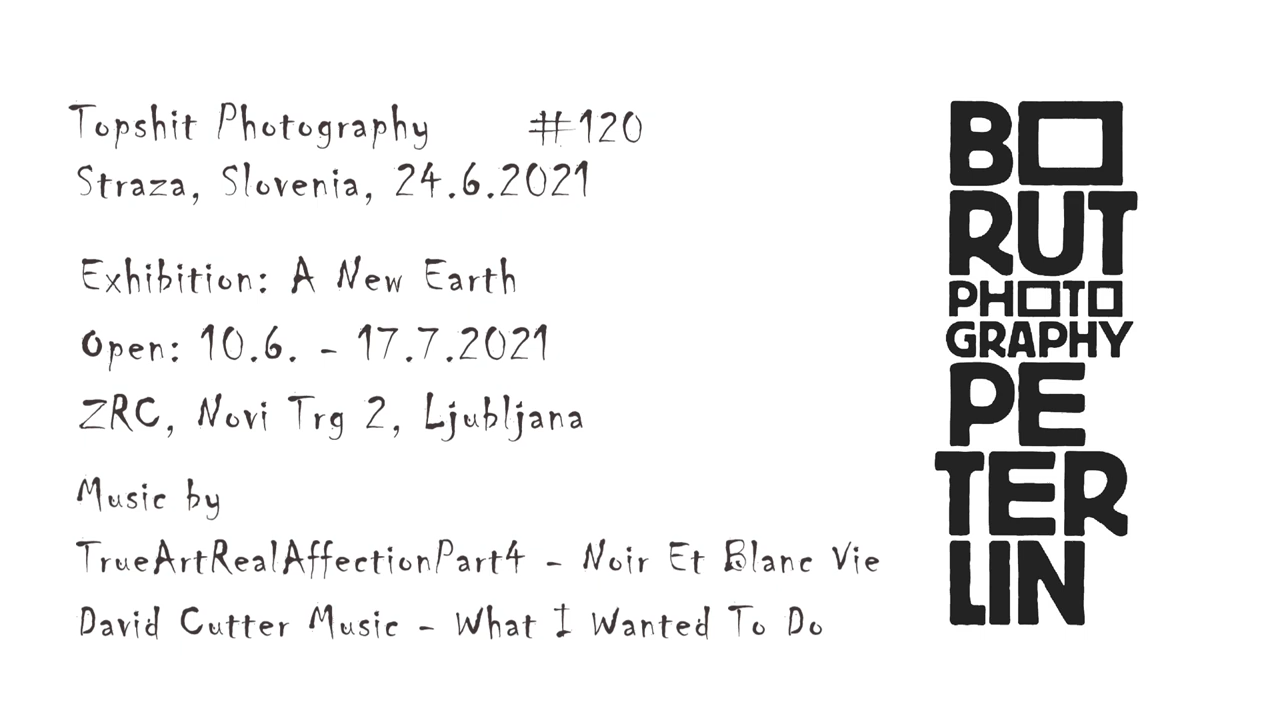 Topshit Photography #120
Straza, Slovenia, 24.6.2021
Exhibition: A New Earth
Open: 10.6. - 17.7.2021
ZRC, Novi Trg 2, Ljubljana
Music by
TrueArtRealAffectionPart4 - Noir Et Blanc Vie
David Cutter Music - What I Wanted To Do
BO
RUT
PHOTO
GRAPHY
PE
TER
LIN